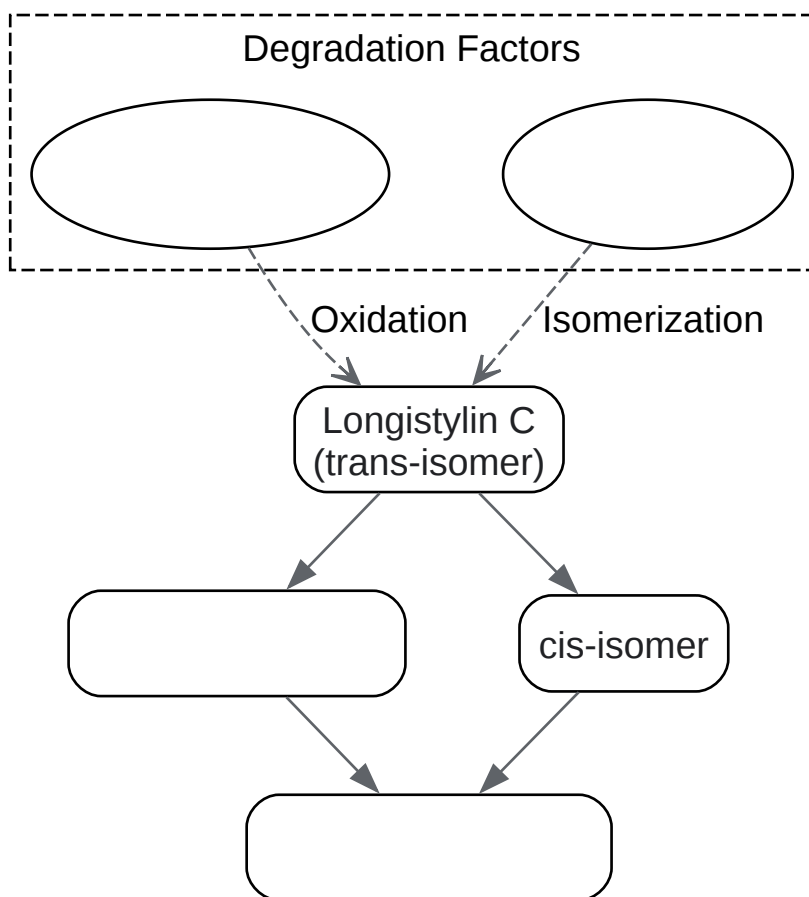 Degradation Factors
Oxidation
Isomerization
Longistylin C
(trans-isomer)
cis-isomer